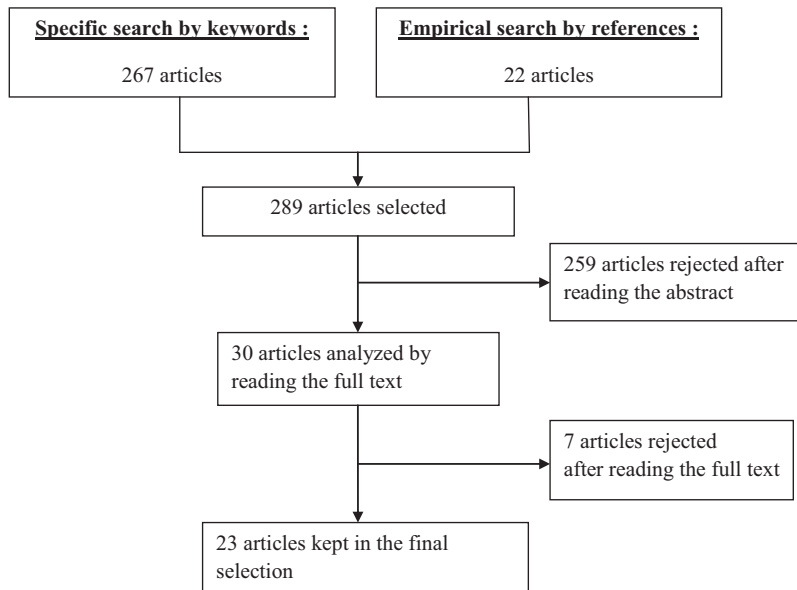 Specific search by keywords :
267 articles
Empirical search by references :
22 articles
289 articles selected
259 articles rejected after
reading the abstract
30 articles analyzed by
reading the full text
7 articles rejected
after reading the full text
23 articles kept in the final
selection